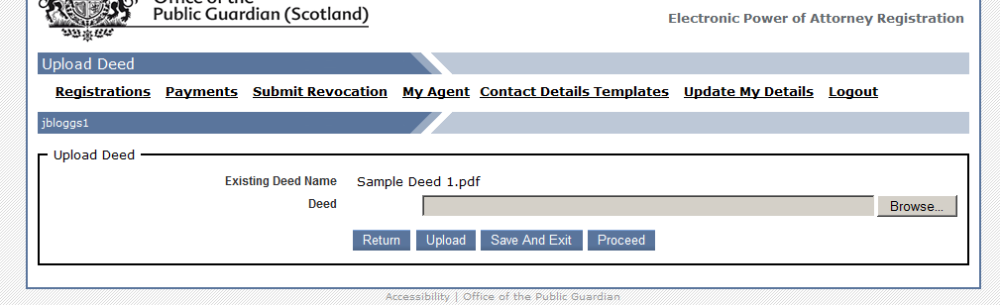 Office of the
Public Guardian (Scotland)
Electronic Power of Attorney Registration
Upload Deed
Registrations Payments Submit Revocation My Agent Contact Details Templates Update My Details Logout
jbloggs1
Upload Deed
Existing Deed Name Sample Deed 1.pdf
Deed Browse...
Return Upload Save And Exit Proceed
Accessibility | Office of the Public Guardian